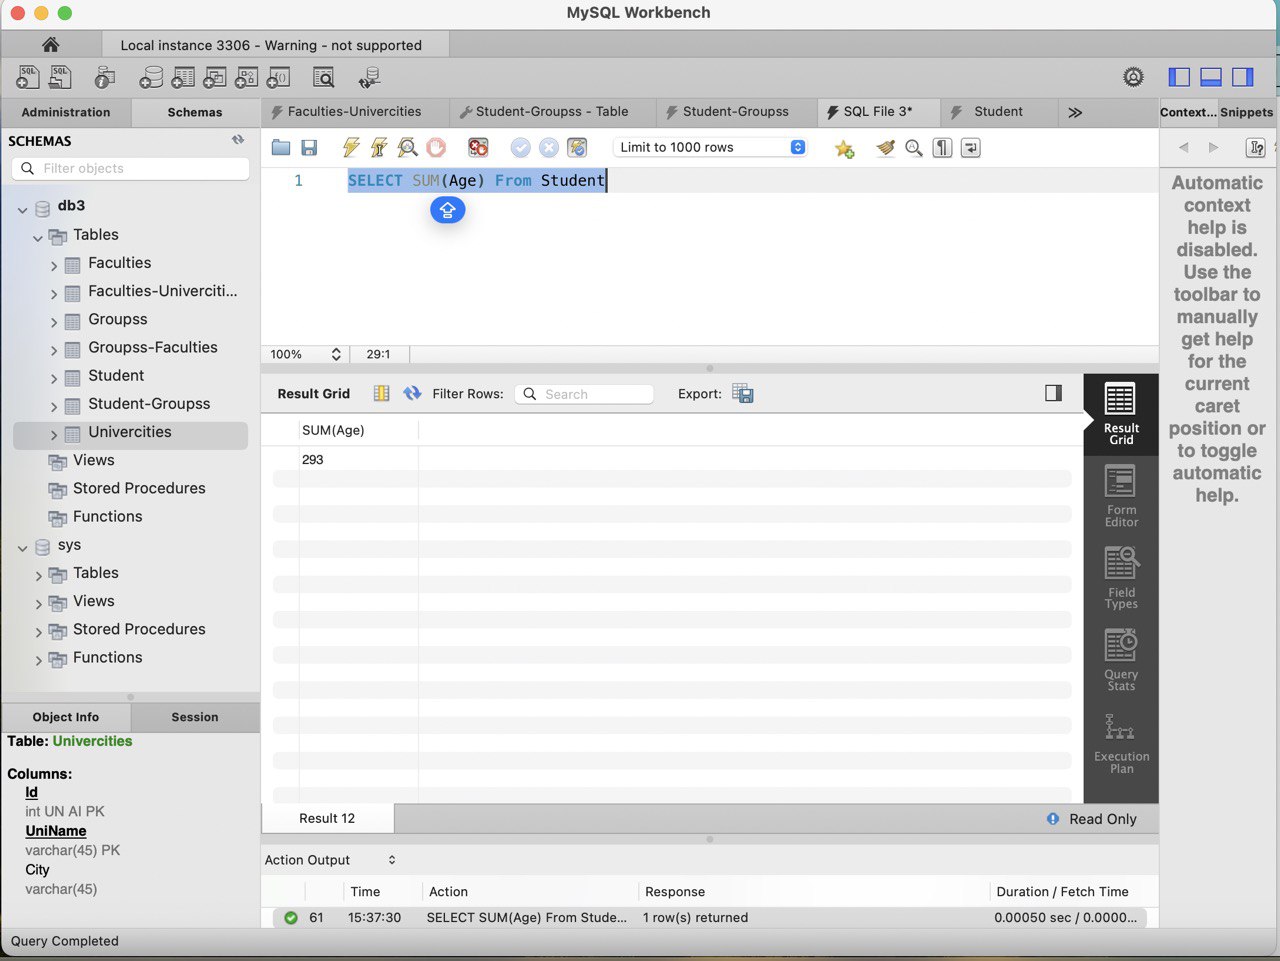 MySQL Workbench
Local instance 3306 - Warning - not supported
Administration
Schemas
Faculties-Univercities
Student-Groupss - Table
Student-Groupss
SQL File 3*
Student
Context...
Snippets
SCHEMAS
Filter objects
Limit to 1000 rows
1
SELECT SUM(Age) From Student
db3
Tables
Faculties
Faculties-Univerciti...
Groupss
Groupss-Faculties
Student
Student-Groupss
Univercities
Views
Stored Procedures
Functions
sys
Tables
Views
Stored Procedures
Functions
100%
29:1
Result Grid
Filter Rows:
Search
Export:
SUM(Age)
293
Result
Grid
Form
Editor
Field
Types
Query
Stats
Execution
Plan
Automatic
context
help is
disabled.
Use the
toolbar to
manually
get help
for the
current
caret
position or
to toggle
automatic
help.
Object Info
Session
Table: Univercities
Columns:
Id
int UN AI PK
UniName
varchar(45) PK
City
varchar(45)
Result 12
Read Only
Action Output
Time
Action
Response
Duration / Fetch Time
61
15:37:30
SELECT SUM(Age) From Stude...
1 row(s) returned
0.00050 sec / 0.0000...
Query Completed